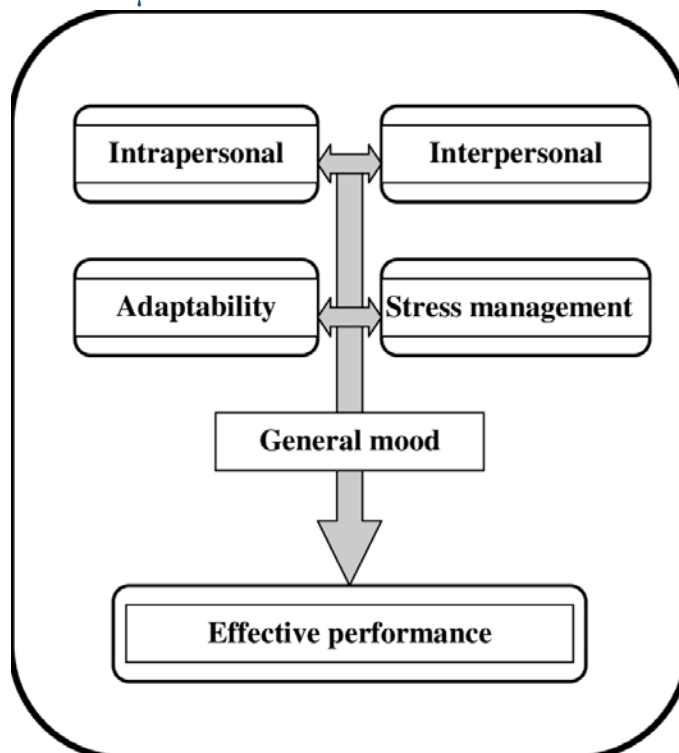 Intrapersonal
Interpersonal
Adaptability
Stress management
General mood
Effective performance